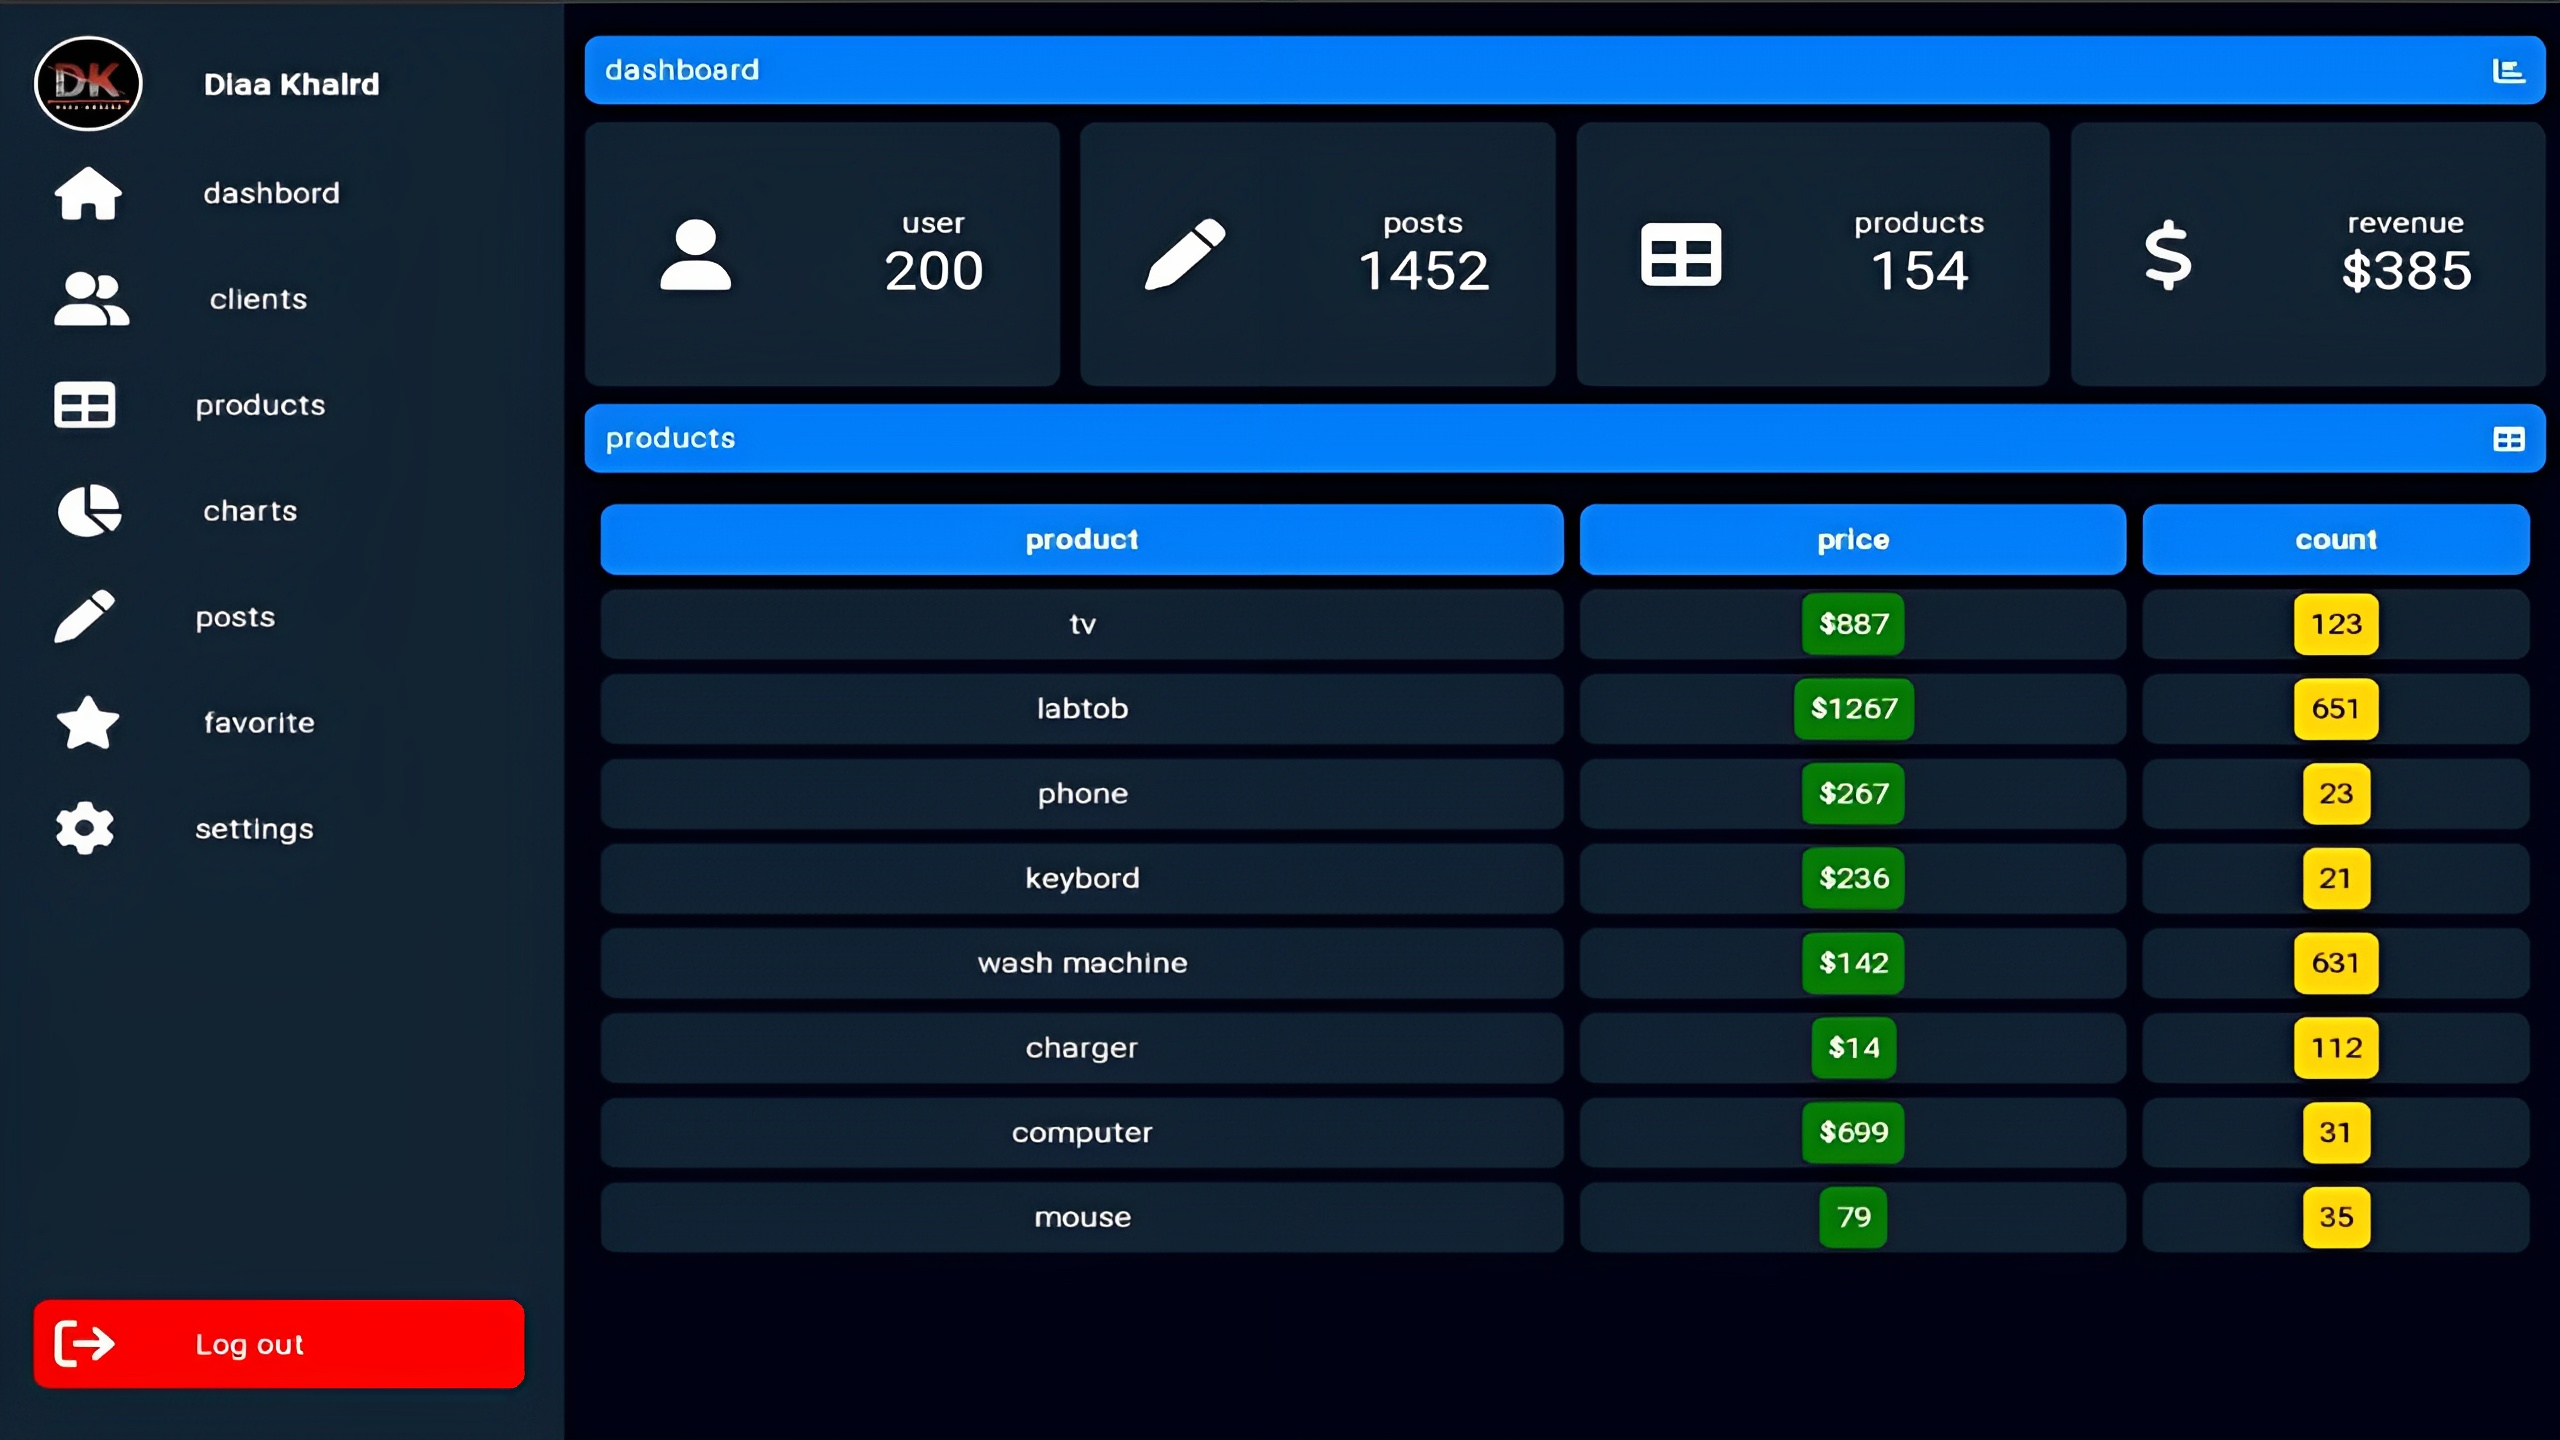 DK
Diaa Khalrd
dashbord
clients
products
charts
posts
favorite
settings
Log out
dashboard
user
200
posts
1452
products
154
revenue
$385
products
product price count
tv $887 123
labtob $1267 651
phone $267 23
keybord $236 21
wash machine $142 631
charger $14 112
computer $699 31
mouse 79 35